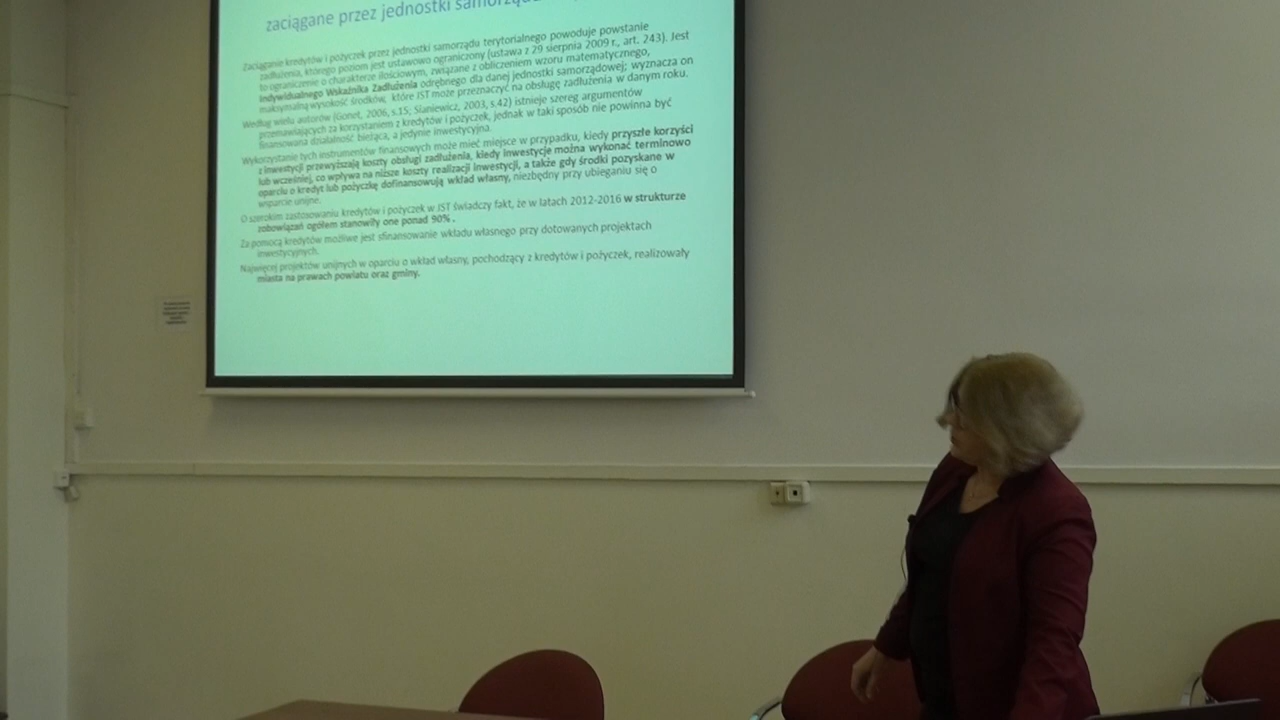 zaciągane przez jednostki
Zaciąganie kredytów i pożyczek przez jednostki samorządu terytorialnego powoduje powstanie
zadłużenia, którego poziom jest ustawowo ograniczony (ustawa z 29 sierpnia 2009 r., art. 243). Jest
to ograniczenie o charakterze ilościowym, związane z obliczeniem wzoru matematycznego,
Indywidualnego Wskaźnika Zadłużenia odrębnego dla danej jednostki samorządowej; wyznacza on
maksymalną wysokość środków, które JST może przeznaczyć na obsługę zadłużenia w danym roku.
Według wielu autorów (Gonet, 2006, s.15; Staniewicz, 2003, s.42) istnieje szereg argumentów
przemawiających za korzystaniem z kredytów i pożyczek, jednak w taki sposób nie powinna być
finansowana działalność bieżąca, a jedynie inwestycyjna.
Wykorzystanie tych instrumentów finansowych może mieć miejsce w przypadku, kiedy przyszłe korzyści
z inwestycji przewyższają koszty obsługi zadłużenia, kiedy inwestycje można wykonać terminowo
lub wcześniej, co wpływa na niższe koszty realizacji inwestycji, a także gdy środki pozyskane w
oparciu o kredyt lub pożyczkę dofinansowują wkład własny, niezbędny przy ubieganiu się o
wsparcie unijne.
O szerokim zastosowaniu kredytów i pożyczek w JST świadczy fakt, że w latach 2012-2016 w strukturze
zobowiązań ogółem stanowiły one ponad 90% .
Za pomocą kredytów możliwe jest sfinansowanie wkładu własnego przy dotowanych projektach
inwestycyjnych.
Najwięcej projektów unijnych w oparciu o wkład własny, pochodzący z kredytów i pożyczek, realizowały
miasta na prawach powiatu oraz gminy.